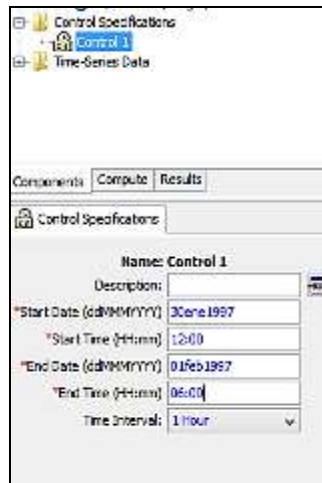 Control Specifications
Control 1
Time-Series Data
Components Compute Results
Control Specifications
Name: Control 1
Description:
*Start Date (ddMMMYYYY) 30ene1997
*Start Time (HH:mm) 12:00
*End Date (ddMMMYYYY) 01feb1997
*End Time (HH:mm) 06:00
Time Interval: 1 Hour